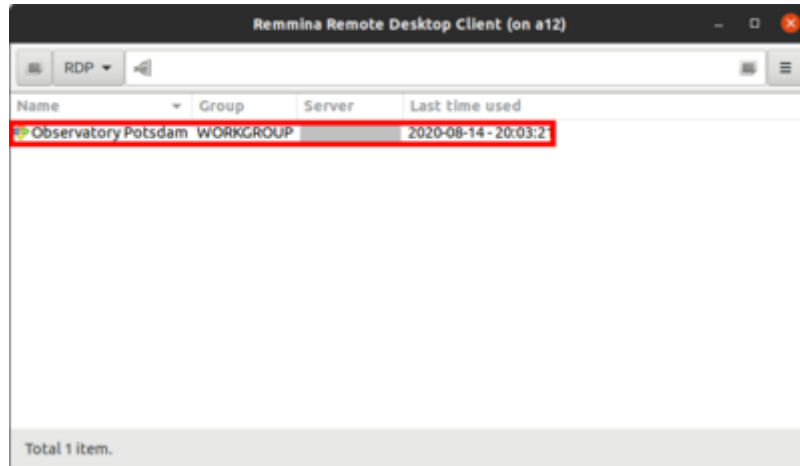 Remmina Remote Desktop Client (on a12)
RDP
Name Group Server Last time used
Observatory Potsdam WORKGROUP 2020-08-14 - 20:03:21
Total 1 item.